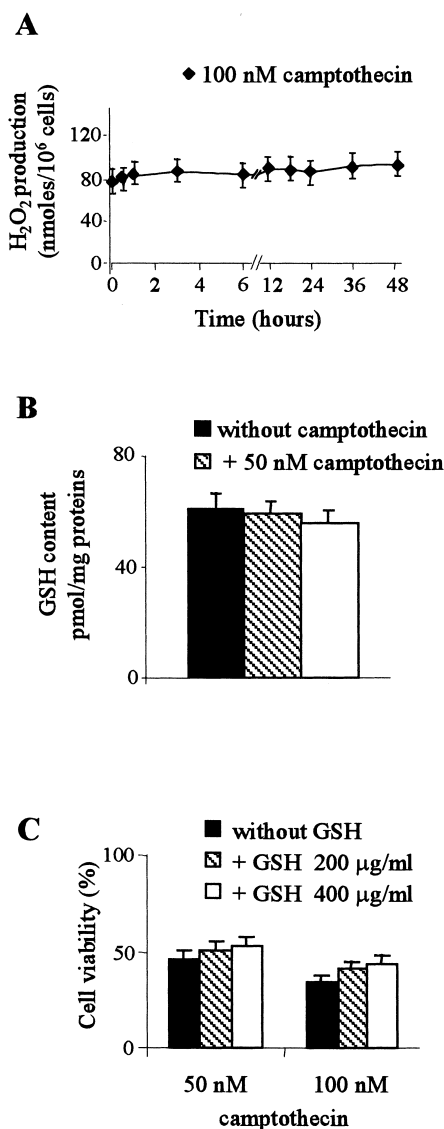 A
◆ 100 nM camptothecin
H₂O₂ production
(nmoles/10⁶ cells)
120
80
40
0
0 2 4 6 12 24 36 48
Time (hours)
B
without camptothecin
+ 50 nM camptothecin
GSH content
pmol/mg proteins
80
40
0
C
without GSH
+ GSH 200 µg/ml
+ GSH 400 µg/ml
Cell viability (%)
100
50
0
50 nM 100 nM
camptothecin